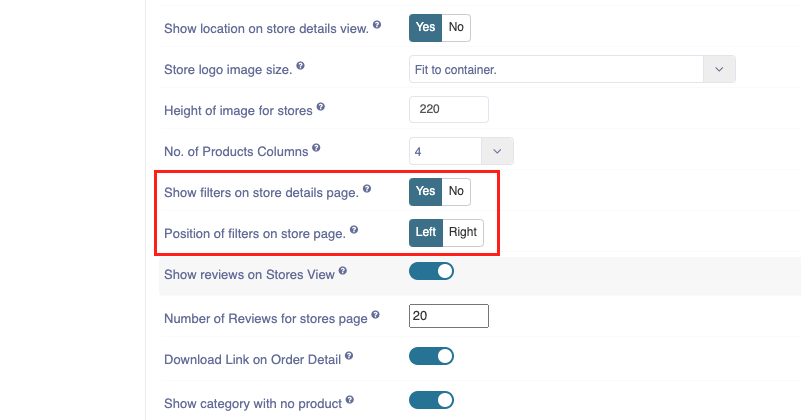 Show location on store details view. ? Yes No
Store logo image size. ? Fit to container.
Height of image for stores ? 220
No. of Products Columns ? 4
Show filters on store details page. ? Yes No
Position of filters on store page. ? Left Right
Show reviews on Stores View ?
Number of Reviews for stores page ? 20
Download Link on Order Detail ?
Show category with no product ?